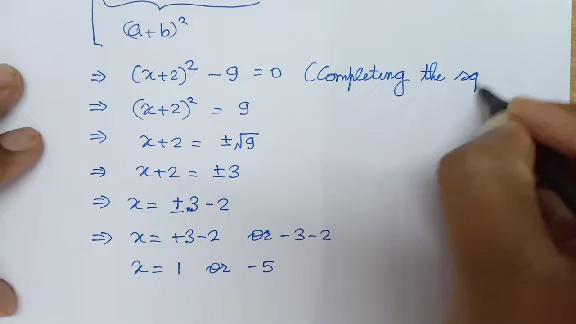 (a+b)²
⇒ (x+2)² - 9 = 0 (Completing the sq
⇒ (x+2)² = 9
⇒ x+2 = ±√9
⇒ x+2 = ±3
⇒ x = ±3-2
⇒ x = +3-2 or -3-2
x = 1 or -5